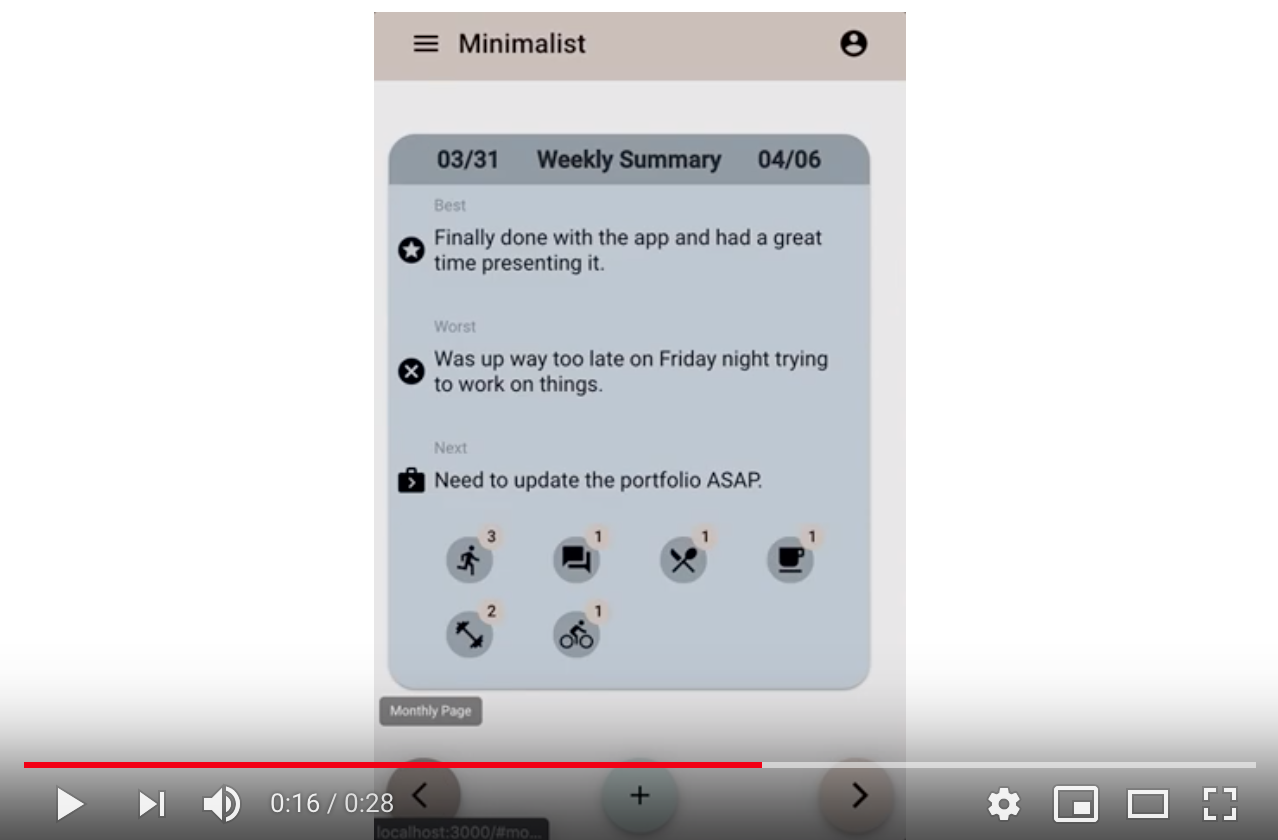 Minimalist
03/31 Weekly Summary 04/06
Best
Finally done with the app and had a great
time presenting it.
Worst
Was up way too late on Friday night trying
to work on things.
Next
Need to update the portfolio ASAP.
3 1 1 1
2 1
Monthly Page
0:16 / 0:28
localhost:3000/#mo...